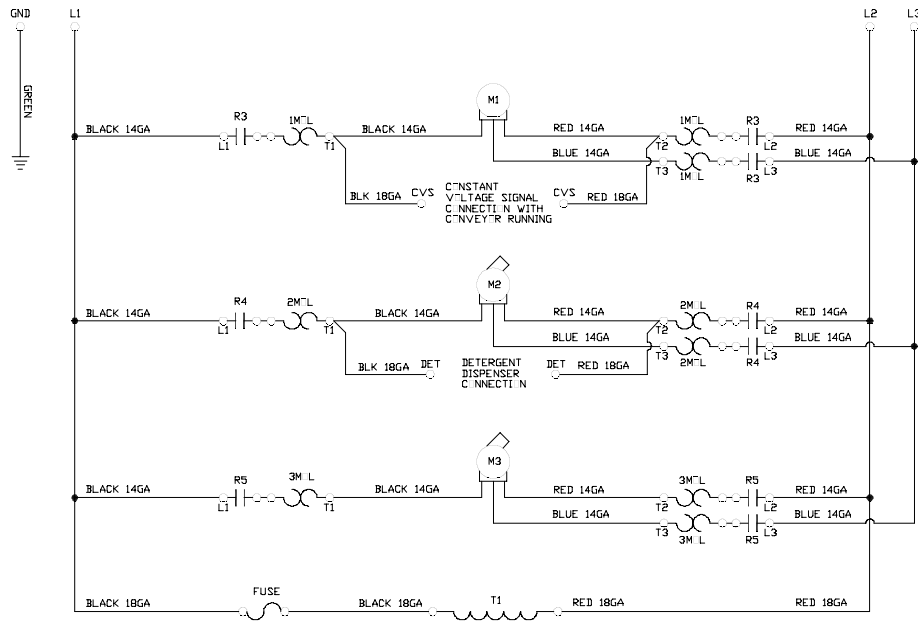 GND L1 L2 L3
GREEN
M1
R3 1M L 1M L R3
BLACK 14GA BLACK 14GA RED 14GA RED 14GA
L1 T1 T2 L2
BLUE 14GA BLUE 14GA
T3 1M L R3 L3
BLK 18GA CVS CONSTANT CVS RED 18GA
VOLTAGE SIGNAL
CONNECTION WITH
CONVEYOR RUNNING
M2
R4 2M L 2M L R4
BLACK 14GA BLACK 14GA RED 14GA RED 14GA
L1 T1 T2 L2
BLUE 14GA BLUE 14GA
T3 2M L R4 L3
BLK 18GA DET DETERGENT DET RED 18GA
DISPENSER
CONNECTION
M3
R5 3M L 3M L R5
BLACK 14GA BLACK 14GA RED 14GA RED 14GA
L1 T1 T2 L2
BLUE 14GA BLUE 14GA
T3 3M L R5 L3
FUSE T1
BLACK 18GA BLACK 18GA RED 18GA RED 18GA